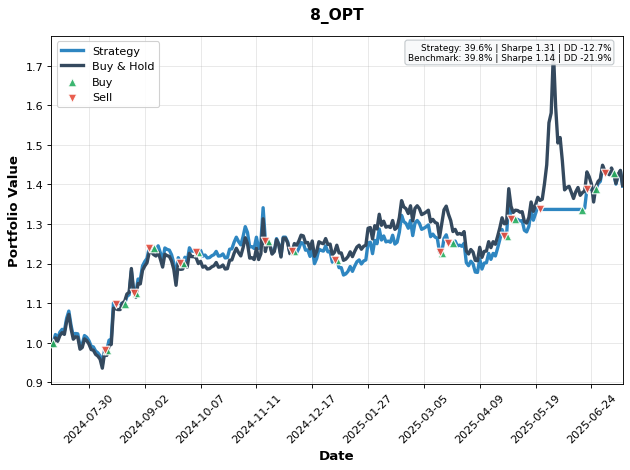 8_OPT
Strategy
Buy & Hold
Buy
Sell
Strategy: 39.6% | Sharpe 1.31 | DD -12.7%
Benchmark: 39.8% | Sharpe 1.14 | DD -21.9%
Portfolio Value
1.7
1.6
1.5
1.4
1.3
1.2
1.1
1.0
0.9
2024-07-30
2024-09-02
2024-10-07
2024-11-11
2024-12-17
2025-01-27
2025-03-05
2025-04-09
2025-05-19
2025-06-24
Date